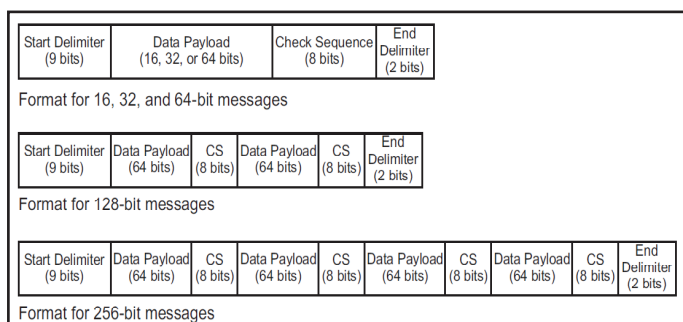 Start Delimiter Data Payload Check Sequence End Delimiter
(9 bits) (16, 32, or 64 bits) (8 bits) (2 bits)
Format for 16, 32, and 64-bit messages
Start Delimiter Data Payload CS Data Payload CS End Delimiter
(9 bits) (64 bits) (8 bits) (64 bits) (8 bits) (2 bits)
Format for 128-bit messages
Start Delimiter Data Payload CS Data Payload CS Data Payload CS Data Payload CS End Delimiter
(9 bits) (64 bits) (8 bits) (64 bits) (8 bits) (64 bits) (8 bits) (64 bits) (8 bits) (2 bits)
Format for 256-bit messages